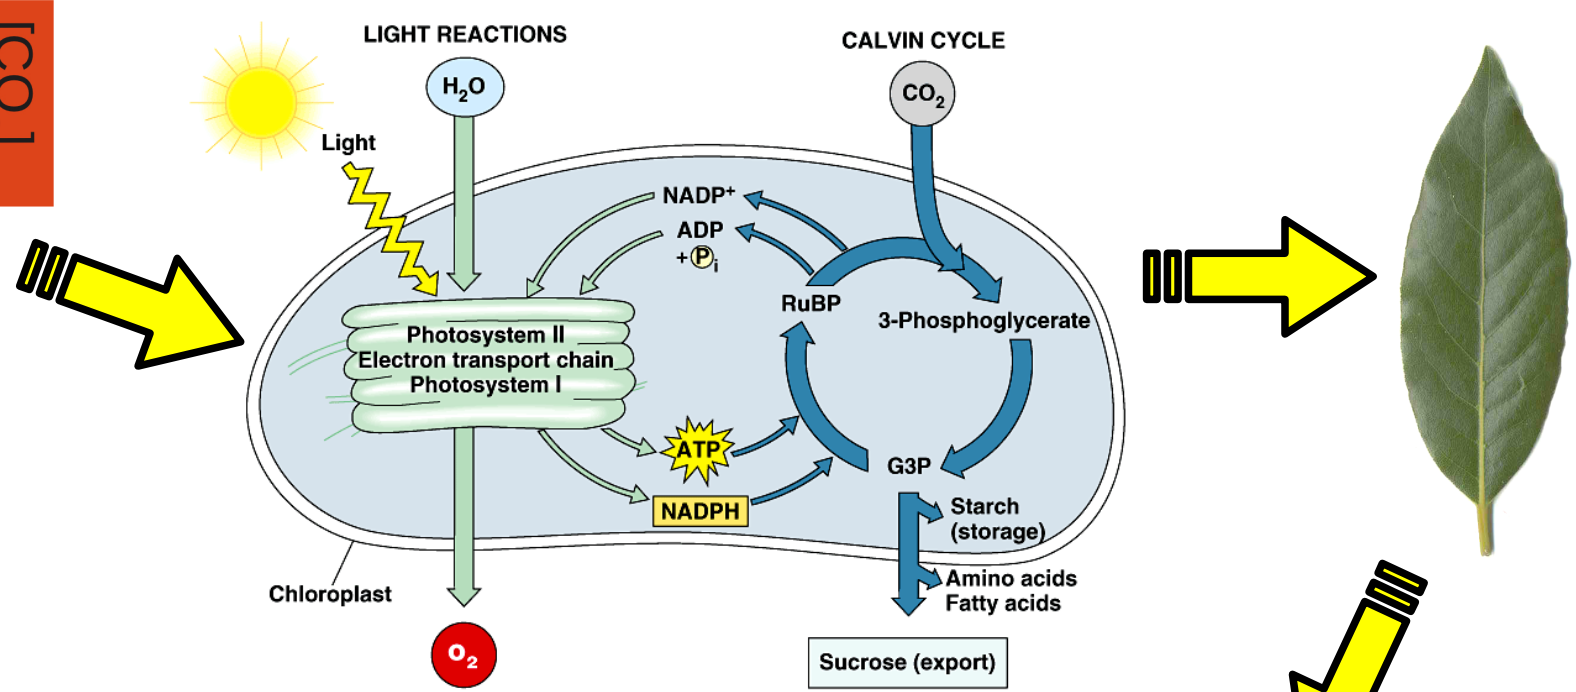 [CO ]
LIGHT REACTIONS
H₂O
Light
CALVIN CYCLE
CO₂
NADP⁺
ADP
+ Pᵢ
RuBP
3-Phosphoglycerate
Photosystem II
Electron transport chain
Photosystem I
ATP
NADPH
G3P
Starch
(storage)
Amino acids
Fatty acids
Chloroplast
O₂
Sucrose (export)